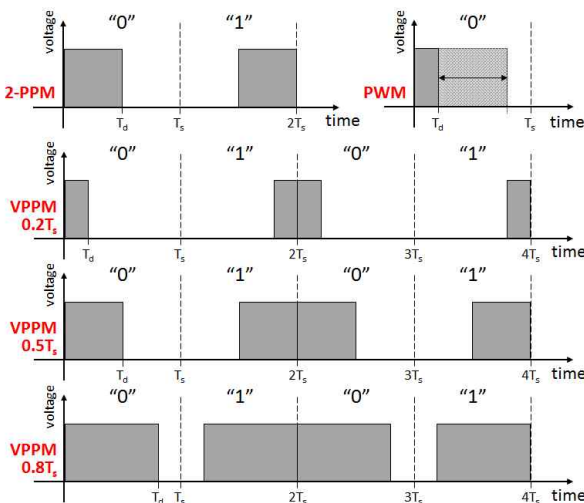 “0” “1” “0”
voltage voltage
2-PPM PWM
T_d T_s 2T_s time T_d T_s time
“0” “1” “0” “1”
voltage
VPPM
0.2T_s
T_d T_s 2T_s 3T_s 4T_s time
“0” “1” “0” “1”
voltage
VPPM
0.5T_s
T_d T_s 2T_s 3T_s 4T_s time
“0” “1” “0” “1”
voltage
VPPM
0.8T_s
T_d T_s 2T_s 3T_s 4T_s time